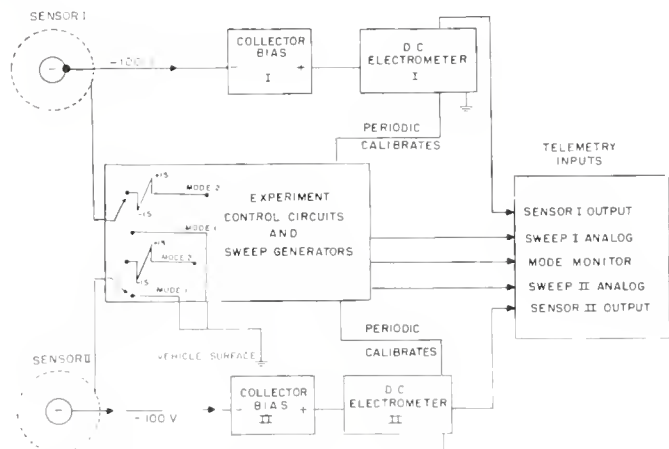 SENSOR I
COLLECTOR
BIAS
I
- +
D C
ELECTROMETER
I
PERIODIC
CALIBRATES
TELEMETRY
INPUTS
+15
-15
MODE 2
MODE 1
+15
-15
MODE 2
MODE 1
EXPERIMENT
CONTROL CIRCUITS
AND
SWEEP GENERATORS
SENSOR I OUTPUT
SWEEP I ANALOG
MODE MONITOR
SWEEP II ANALOG
SENSOR II OUTPUT
PERIODIC
CALIBRATES
VEHICLE SURFACE
SENSOR II
-100 V
COLLECTOR
BIAS
- II +
D.C
ELECTROMETER
II